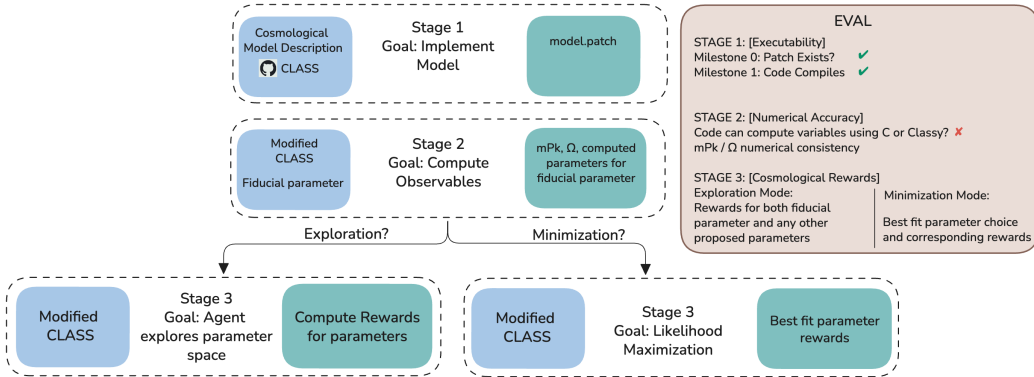 Cosmological
Model Description
CLASS
Stage 1
Goal: Implement
Model
model.patch
Modified
CLASS
Fiducial parameter
Stage 2
Goal: Compute
Observables
mPk, Ω, computed
parameters for
fiducial parameter
Exploration?
Minimization?
Modified
CLASS
Stage 3
Goal: Agent
explores parameter
space
Compute Rewards
for parameters
Modified
CLASS
Stage 3
Goal: Likelihood
Maximization
Best fit parameter
rewards
EVAL
STAGE 1: [Executability]
Milestone 0: Patch Exists? ✔
Milestone 1: Code Compiles ✔
STAGE 2: [Numerical Accuracy]
Code can compute variables using C or Classy? ✘
mPk / Ω numerical consistency
STAGE 3: [Cosmological Rewards]
Exploration Mode:
Rewards for both fiducial
parameter and any other
proposed parameters
Minimization Mode:
Best fit parameter choice
and corresponding rewards